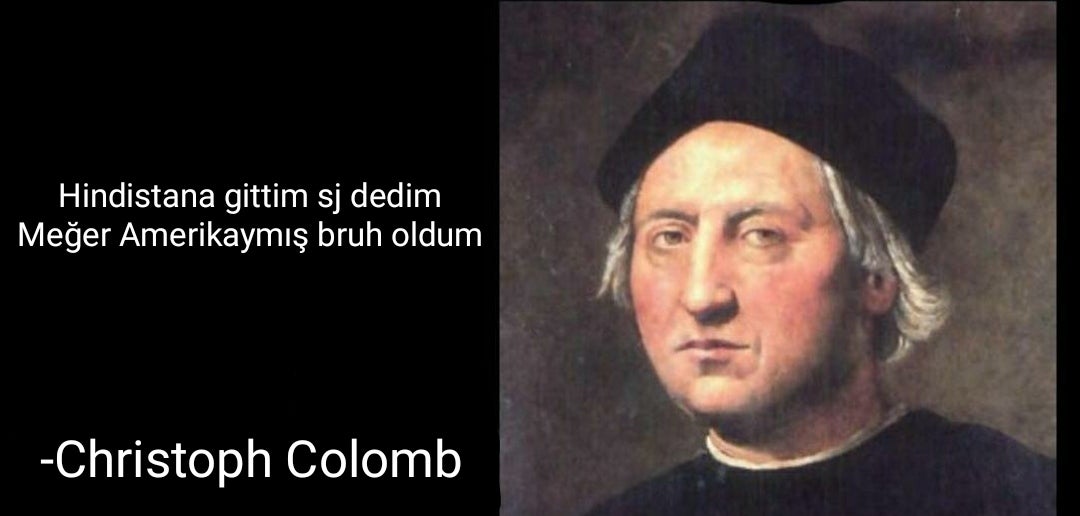 Hindistana gittim sj dedim
Meğer Amerikaymış bruh oldum
-Christoph Colomb